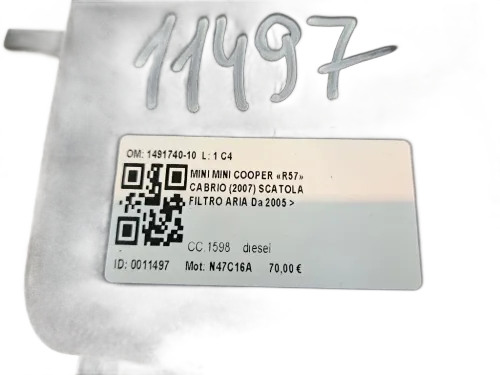 11497
OM: 1491740-10 L: 1 C4
MINI MINI COOPER «R57»
CABRIO (2007) SCATOLA
FILTRO ARIA Da 2005 >
CC.1598 diesel
ID: 0011497 Mot: N47C16A 70,00 €